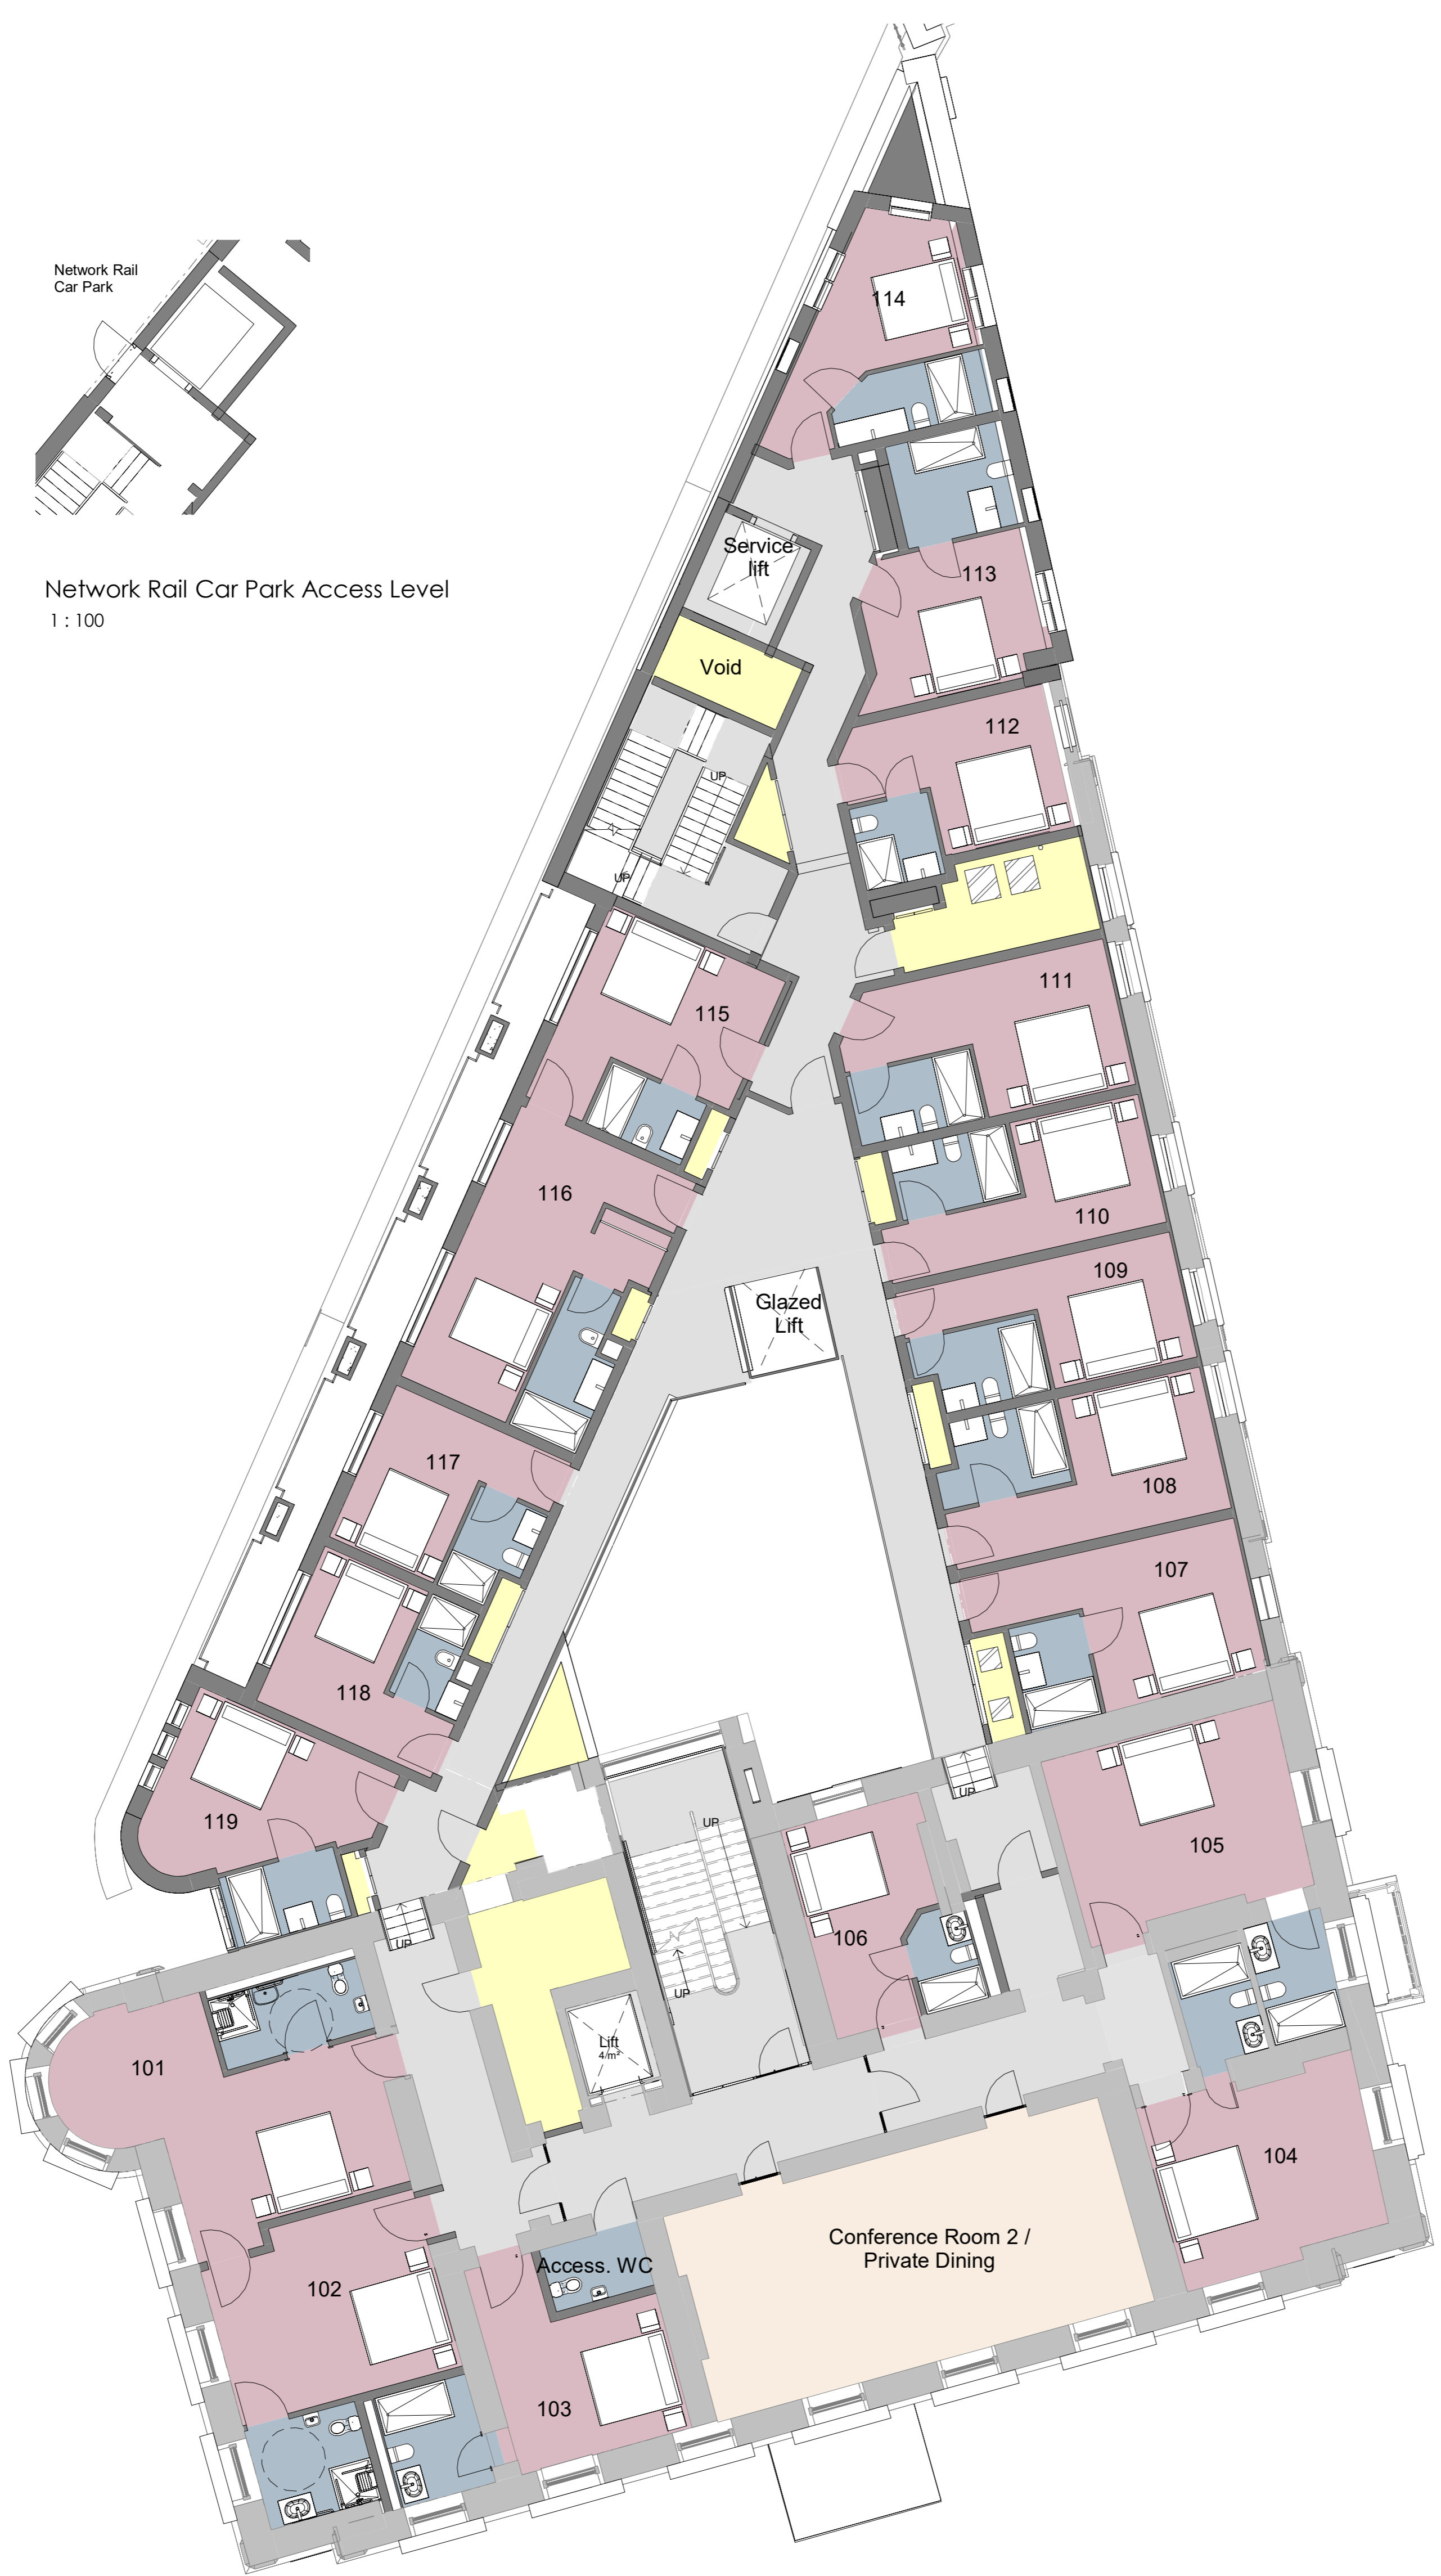 114
Network Rail
Car Park
Service
lift
113
Network Rail Car Park Access Level
1 : 100
Void
112
UP
UP
111
115
116
110
109
Glazed
Lift
117
108
107
118
119
UP
UP
105
106
UP
UP
Lift
4/m²
101
104
Conference Room 2 /
Private Dining
Access. WC
102
103